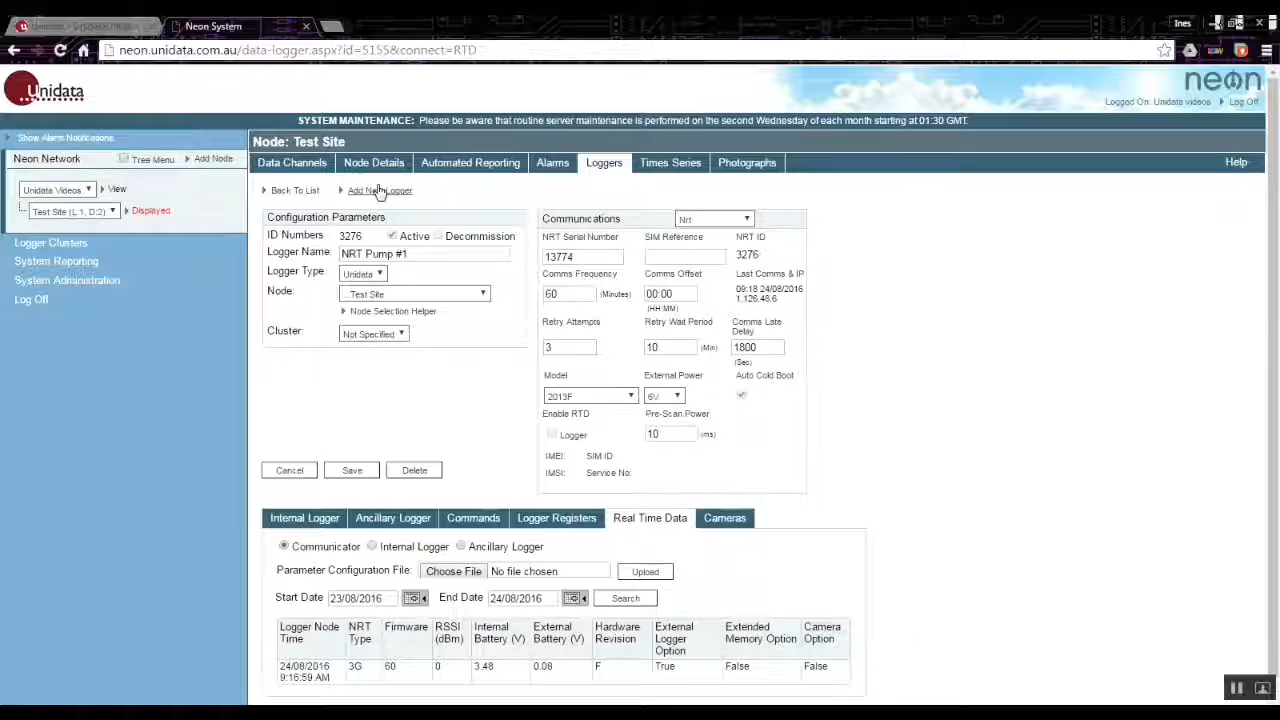 Neon System
Ines
neon.unidata.com.au/data-logger.aspx?id=5155&connect=RTD
Unidata
neon
Logged On: Unidata videos Log Off
SYSTEM MAINTENANCE: Please be aware that routine server maintenance is performed on the second Wednesday of each month starting at 01:30 GMT.
Show Alarm Notifications
Neon Network Tree Menu Add Node
Unidata Videos View
Test Site (L:1, D:2) Displayed
Logger Clusters
System Reporting
System Administration
Log Off
Node: Test Site
Data Channels Node Details Automated Reporting Alarms Loggers Times Series Photographs Help
Back To List Add New Logger
Configuration Parameters
ID Numbers 3276 Active Decommission
Logger Name: NRT Pump #1
Logger Type Unidata
Node: ...Test Site
Node Selection Helper
Cluster: Not Specified
Cancel Save Delete
Communications Nrt
NRT Serial Number SIM Reference NRT ID
13774 3276
Comms Frequency Comms Offset Last Comms & IP
60 (Minutes) 00:00 09:18 24/08/2016
(HH:MM) 1.126.48.6
Retry Attempts Retry Wait Period Comms Late Delay
3 10 (Min) 1800
(Sec)
Model External Power Auto Cold Boot
2013F 6V
Enable RTD Pre-Scan Power
Logger 10 (ms)
IMEI: SIM ID
IMSI: Service No:
Internal Logger Ancillary Logger Commands Logger Registers Real Time Data Cameras
Communicator Internal Logger Ancillary Logger
Parameter Configuration File: Choose File No file chosen Upload
Start Date 23/08/2016 End Date 24/08/2016 Search
Logger Node Time NRT Type Firmware RSSI (dBm) Internal Battery (V) External Battery (V) Hardware Revision External Logger Option Extended Memory Option Camera Option
24/08/2016 9:16:59 AM 3G 60 0 3.48 0.08 F True False False